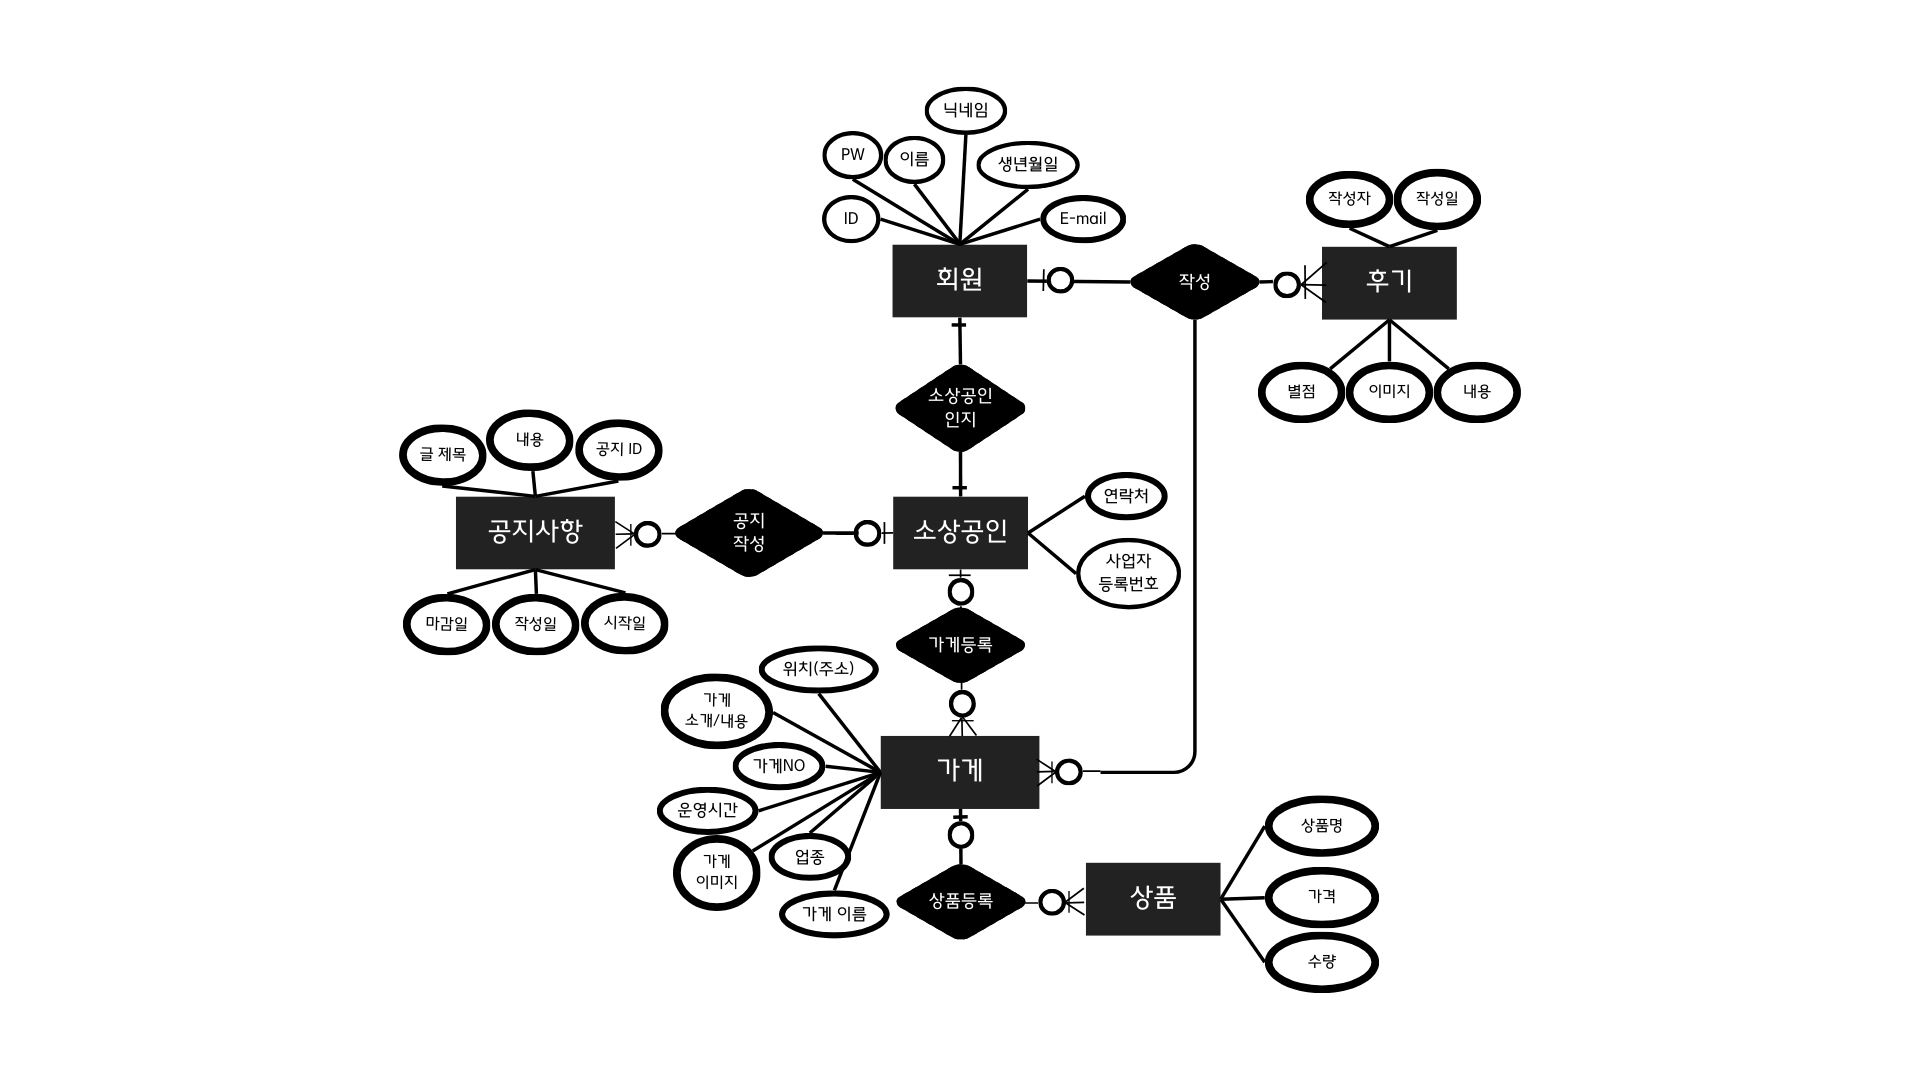 닉네임
PW
이름
생년월일
ID
E-mail
작성자
작성일
회원
작성
후기
별점
이미지
내용
소상공인
인지
글 제목
내용
공지 ID
공지사항
공지
작성
소상공인
연락처
사업자
등록번호
마감일
작성일
시작일
가게등록
위치(주소)
가게
소개/내용
가게NO
가게
운영시간
가게
이미지
업종
가게 이름
상품등록
상품
상품명
가격
수량